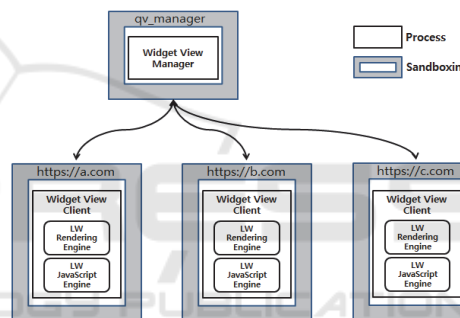 qv_manager
Widget View
Manager
Process
Sandboxin
https://a.com
https://b.com
https://c.com
Widget View
Client
LW
Rendering
Engine
LW
JavaScript
Engine
Widget View
Client
LW
Rendering
Engine
LW
JavaScript
Engine
Widget View
Client
LW
Rendering
Engine
LW
JavaScript
Engine